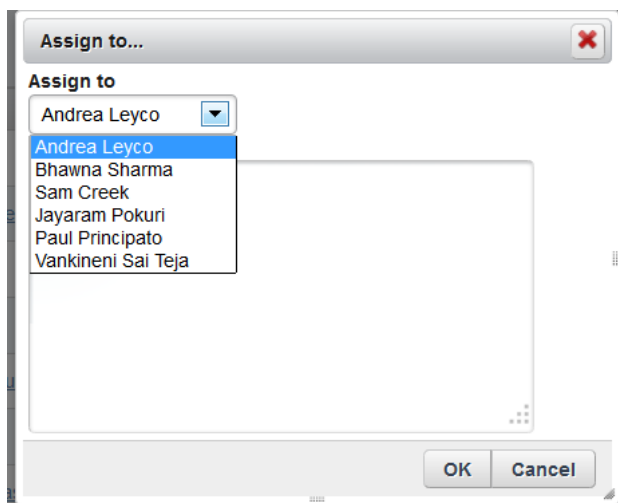 Assign to...
Assign to
Andrea Leyco
Andrea Leyco
Bhawna Sharma
Sam Creek
Jayaram Pokuri
Paul Principato
Vankineni Sai Teja
OK Cancel